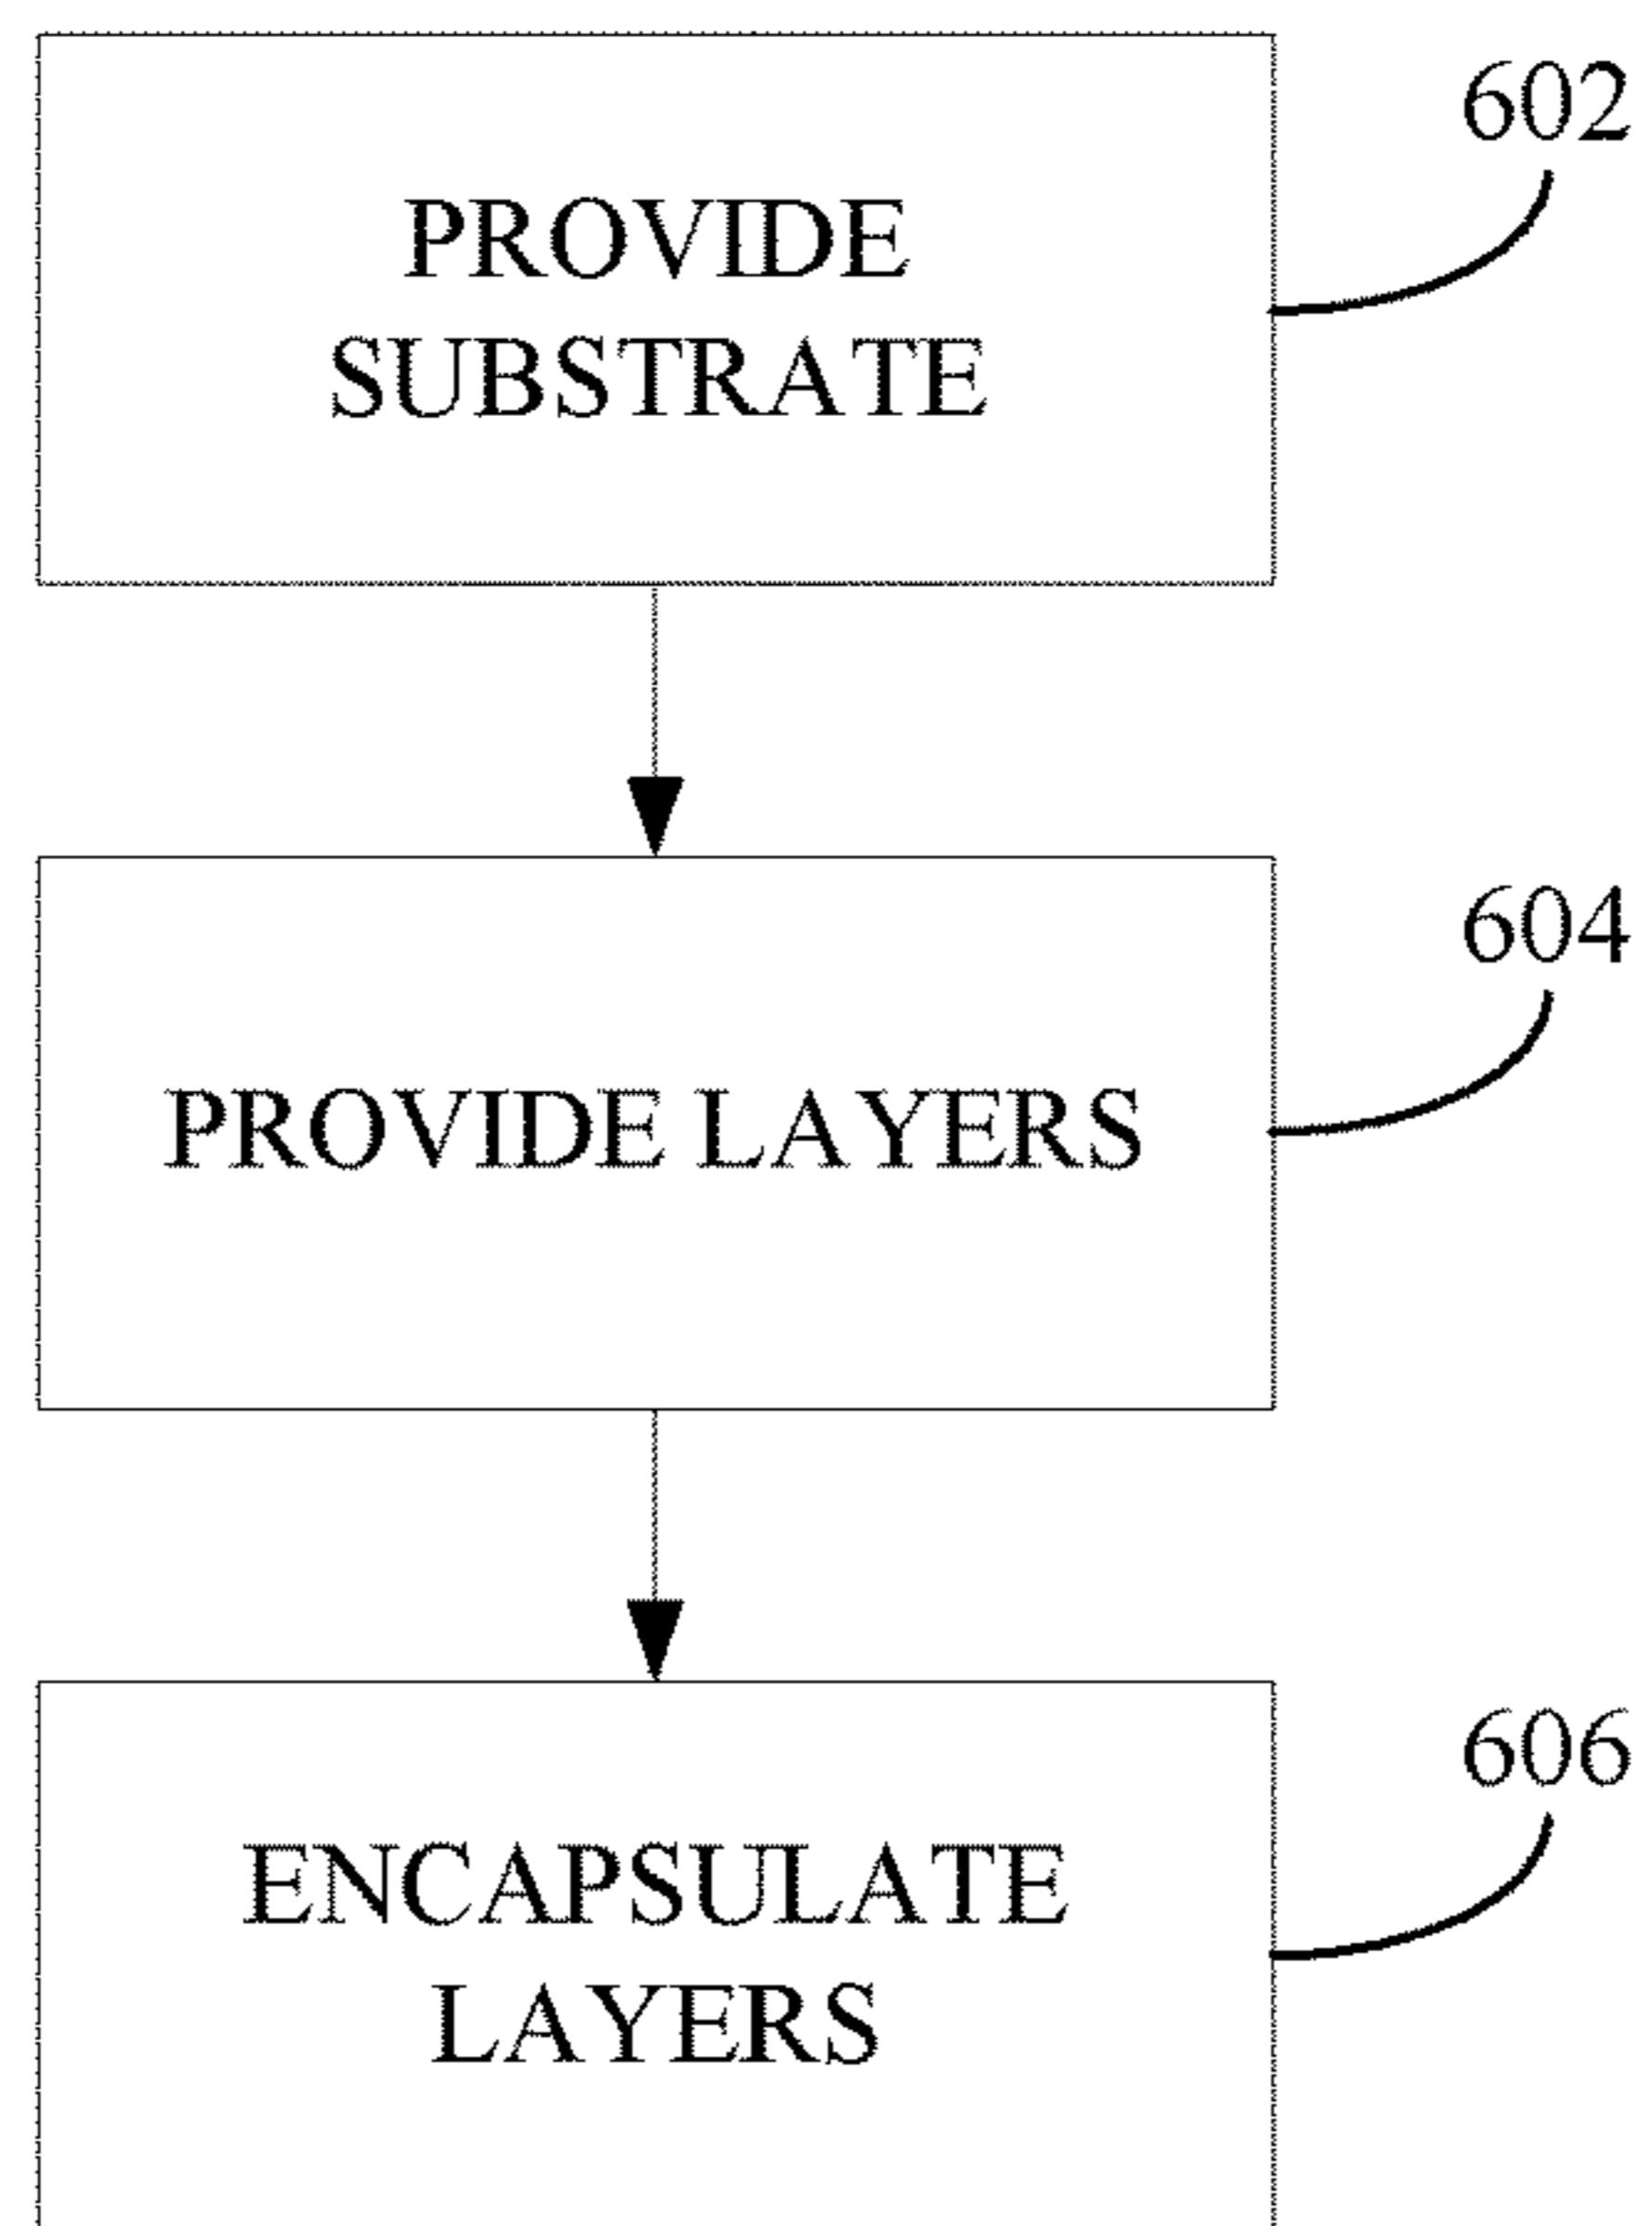 602
PROVIDE
SUBSTRATE
604
PROVIDE LAYERS
606
ENCAPSULATE
LAYERS